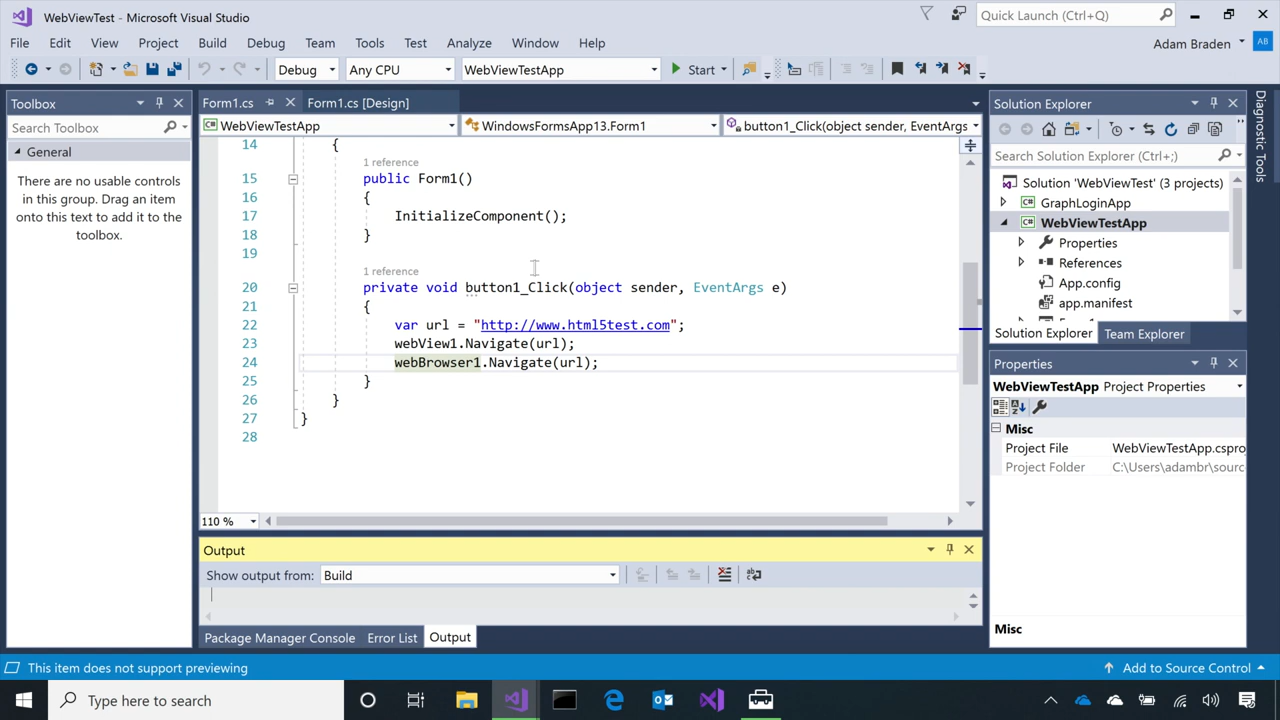 WebViewTest - Microsoft Visual Studio
Quick Launch (Ctrl+Q)
File Edit View Project Build Debug Team Tools Test Analyze Window Help
Adam Braden
AB
Debug Any CPU WebViewTestApp Start
Toolbox
Search Toolbox
General
There are no usable controls
in this group. Drag an item
onto this text to add it to the
toolbox.
Form1.cs Form1.cs [Design]
WebViewTestApp WindowsFormsApp13.Form1 button1_Click(object sender, EventArgs
14 {
1 reference
15 public Form1()
16 {
17 InitializeComponent();
18 }
19
1 reference
20 private void button1_Click(object sender, EventArgs e)
21 {
22 var url = "http://www.html5test.com";
23 webView1.Navigate(url);
24 webBrowser1.Navigate(url);
25 }
26 }
27 }
28
110 %
Output
Show output from: Build
Package Manager Console Error List Output
Solution Explorer
Search Solution Explorer (Ctrl+;)
Solution 'WebViewTest' (3 projects)
GraphLoginApp
WebViewTestApp
Properties
References
App.config
app.manifest
Solution Explorer Team Explorer
Properties
WebViewTestApp Project Properties
Misc
Project File WebViewTestApp.csproj
Project Folder C:\Users\adambr\sourc
Misc
Diagnostic Tools
This item does not support previewing
Add to Source Control
Type here to search